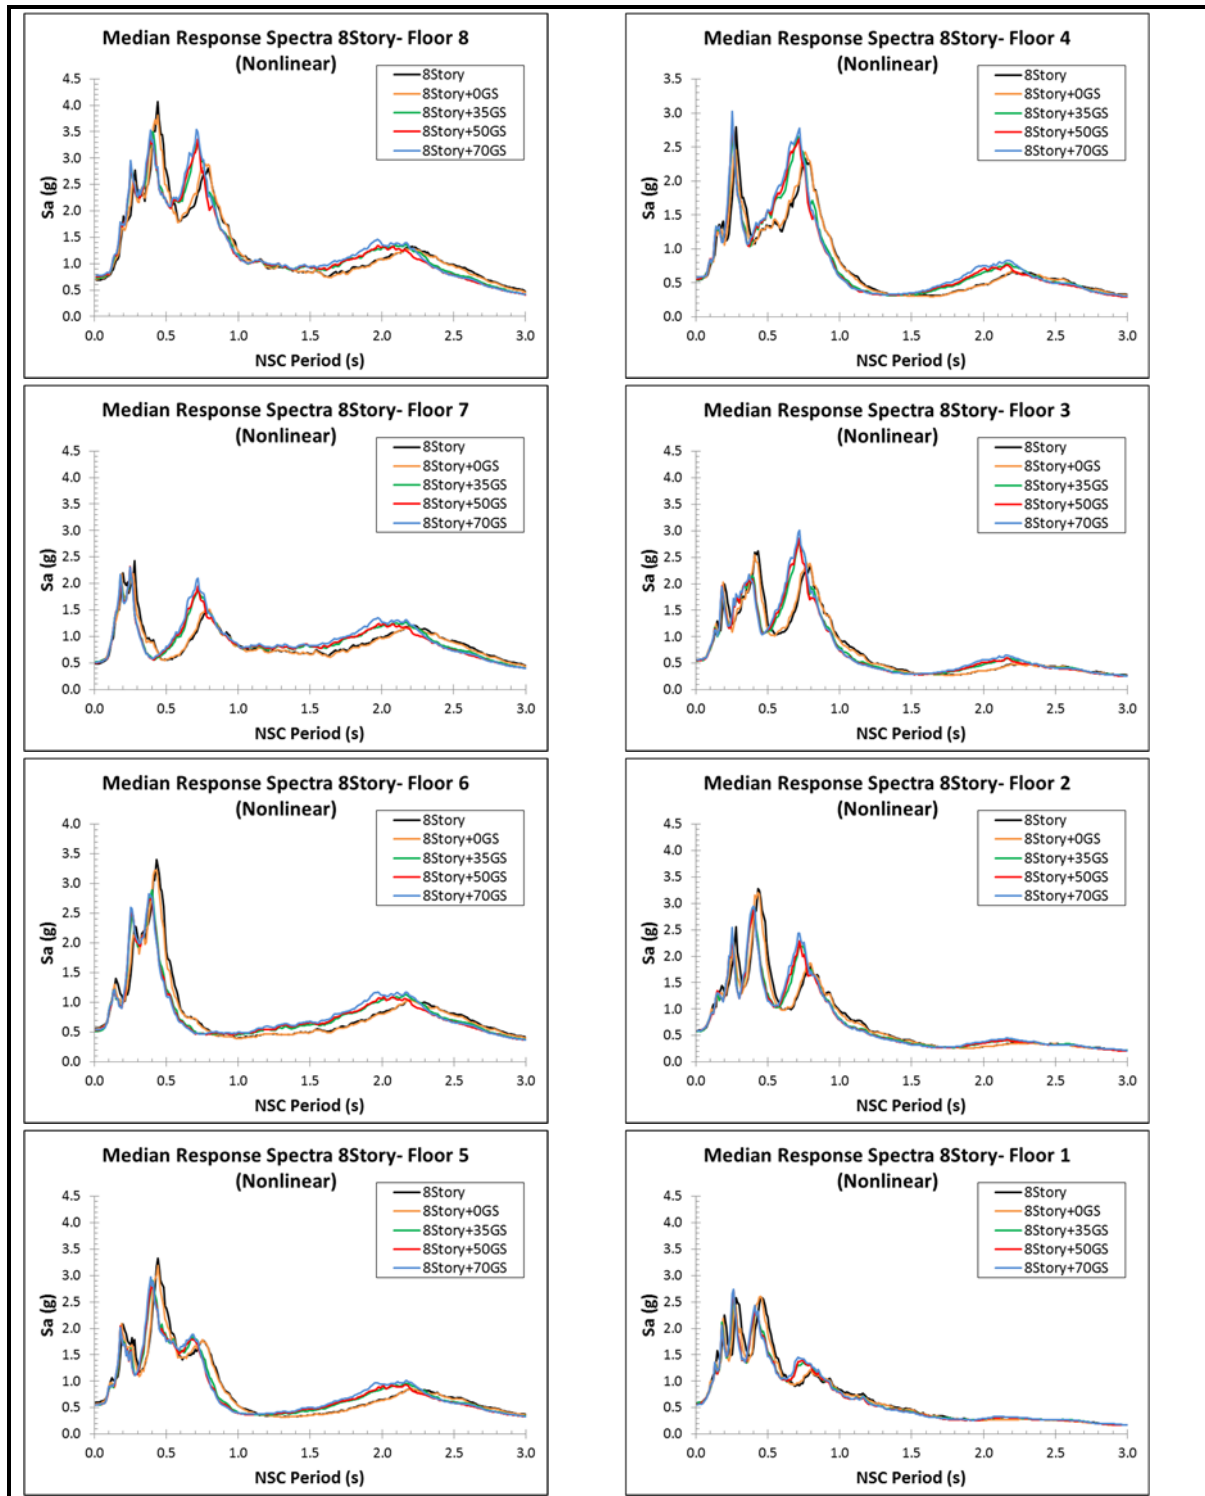 Median Response Spectra 8Story- Floor 8
(Nonlinear)
8Story
8Story+0GS
8Story+35GS
8Story+50GS
8Story+70GS
Sa (g)
4.5
4.0
3.5
3.0
2.5
2.0
1.5
1.0
0.5
0.0
0.0 0.5 1.0 1.5 2.0 2.5 3.0
NSC Period (s)
Median Response Spectra 8Story- Floor 4
(Nonlinear)
8Story
8Story+0GS
8Story+35GS
8Story+50GS
8Story+70GS
Sa (g)
3.5
3.0
2.5
2.0
1.5
1.0
0.5
0.0
0.0 0.5 1.0 1.5 2.0 2.5 3.0
NSC Period (s)
Median Response Spectra 8Story- Floor 7
(Nonlinear)
8Story
8Story+0GS
8Story+35GS
8Story+50GS
8Story+70GS
Sa (g)
4.5
4.0
3.5
3.0
2.5
2.0
1.5
1.0
0.5
0.0
0.0 0.5 1.0 1.5 2.0 2.5 3.0
NSC Period (s)
Median Response Spectra 8Story- Floor 3
(Nonlinear)
8Story
8Story+0GS
8Story+35GS
8Story+50GS
8Story+70GS
Sa (g)
4.5
4.0
3.5
3.0
2.5
2.0
1.5
1.0
0.5
0.0
0.0 0.5 1.0 1.5 2.0 2.5 3.0
NSC Period (s)
Median Response Spectra 8Story- Floor 6
(Nonlinear)
8Story
8Story+0GS
8Story+35GS
8Story+50GS
8Story+70GS
Sa (g)
4.0
3.5
3.0
2.5
2.0
1.5
1.0
0.5
0.0
0.0 0.5 1.0 1.5 2.0 2.5 3.0
NSC Period (s)
Median Response Spectra 8Story- Floor 2
(Nonlinear)
8Story
8Story+0GS
8Story+35GS
8Story+50GS
8Story+70GS
Sa (g)
4.5
4.0
3.5
3.0
2.5
2.0
1.5
1.0
0.5
0.0
0.0 0.5 1.0 1.5 2.0 2.5 3.0
NSC Period (s)
Median Response Spectra 8Story- Floor 5
(Nonlinear)
8Story
8Story+0GS
8Story+35GS
8Story+50GS
8Story+70GS
Sa (g)
4.5
4.0
3.5
3.0
2.5
2.0
1.5
1.0
0.5
0.0
0.0 0.5 1.0 1.5 2.0 2.5 3.0
NSC Period (s)
Median Response Spectra 8Story- Floor 1
(Nonlinear)
8Story
8Story+0GS
8Story+35GS
8Story+50GS
8Story+70GS
Sa (g)
4.5
4.0
3.5
3.0
2.5
2.0
1.5
1.0
0.5
0.0
0.0 0.5 1.0 1.5 2.0 2.5 3.0
NSC Period (s)